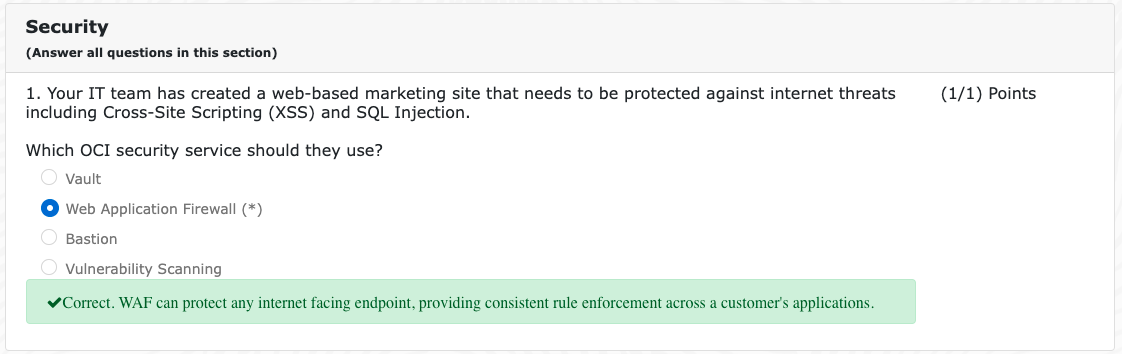 Security
(Answer all questions in this section)
1. Your IT team has created a web-based marketing site that needs to be protected against internet threats (1/1) Points
including Cross-Site Scripting (XSS) and SQL Injection.
Which OCI security service should they use?
Vault
Web Application Firewall (*)
Bastion
Vulnerability Scanning
Correct. WAF can protect any internet facing endpoint, providing consistent rule enforcement across a customer's applications.